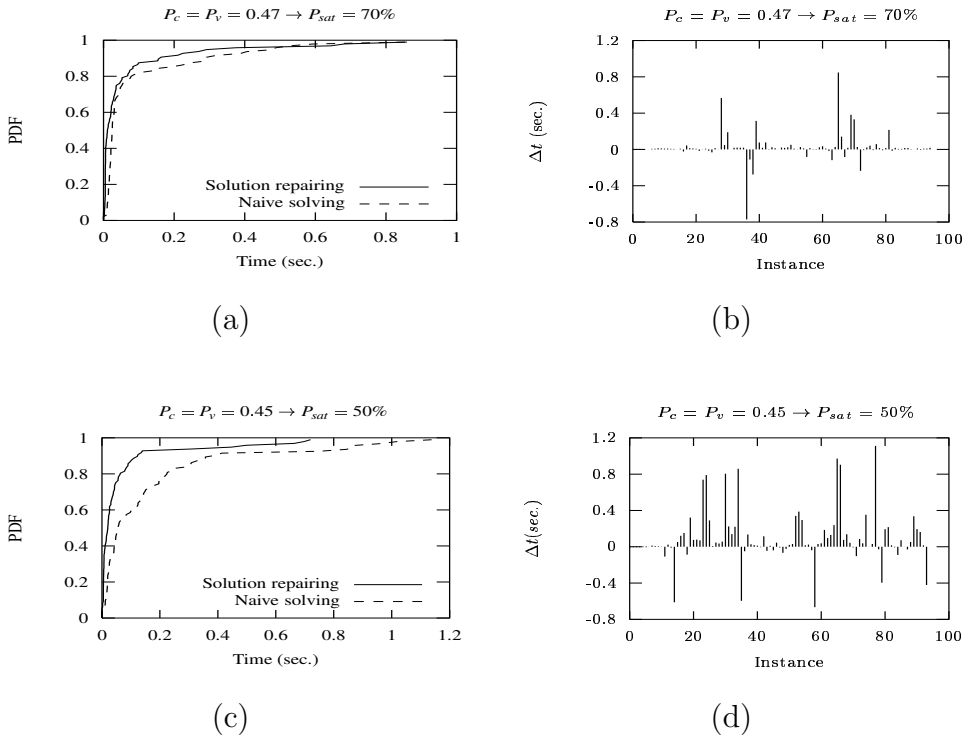 P_c = P_v = 0.47 → P_sat = 70%
1
0.8
0.6
0.4
0.2
0
PDF
0 0.2 0.4 0.6 0.8 1
Time (sec.)
Solution repairing
Naive solving
(a)
P_c = P_v = 0.47 → P_sat = 70%
1.2
0.8
0.4
0
-0.4
-0.8
Δt (sec.)
0 20 40 60 80 100
Instance
(b)
P_c = P_v = 0.45 → P_sat = 50%
1
0.8
0.6
0.4
0.2
0
PDF
0 0.2 0.4 0.6 0.8 1 1.2
Time (sec.)
Solution repairing
Naive solving
(c)
P_c = P_v = 0.45 → P_sat = 50%
1.2
0.8
0.4
0
-0.4
-0.8
Δt(sec.)
0 20 40 60 80 100
Instance
(d)